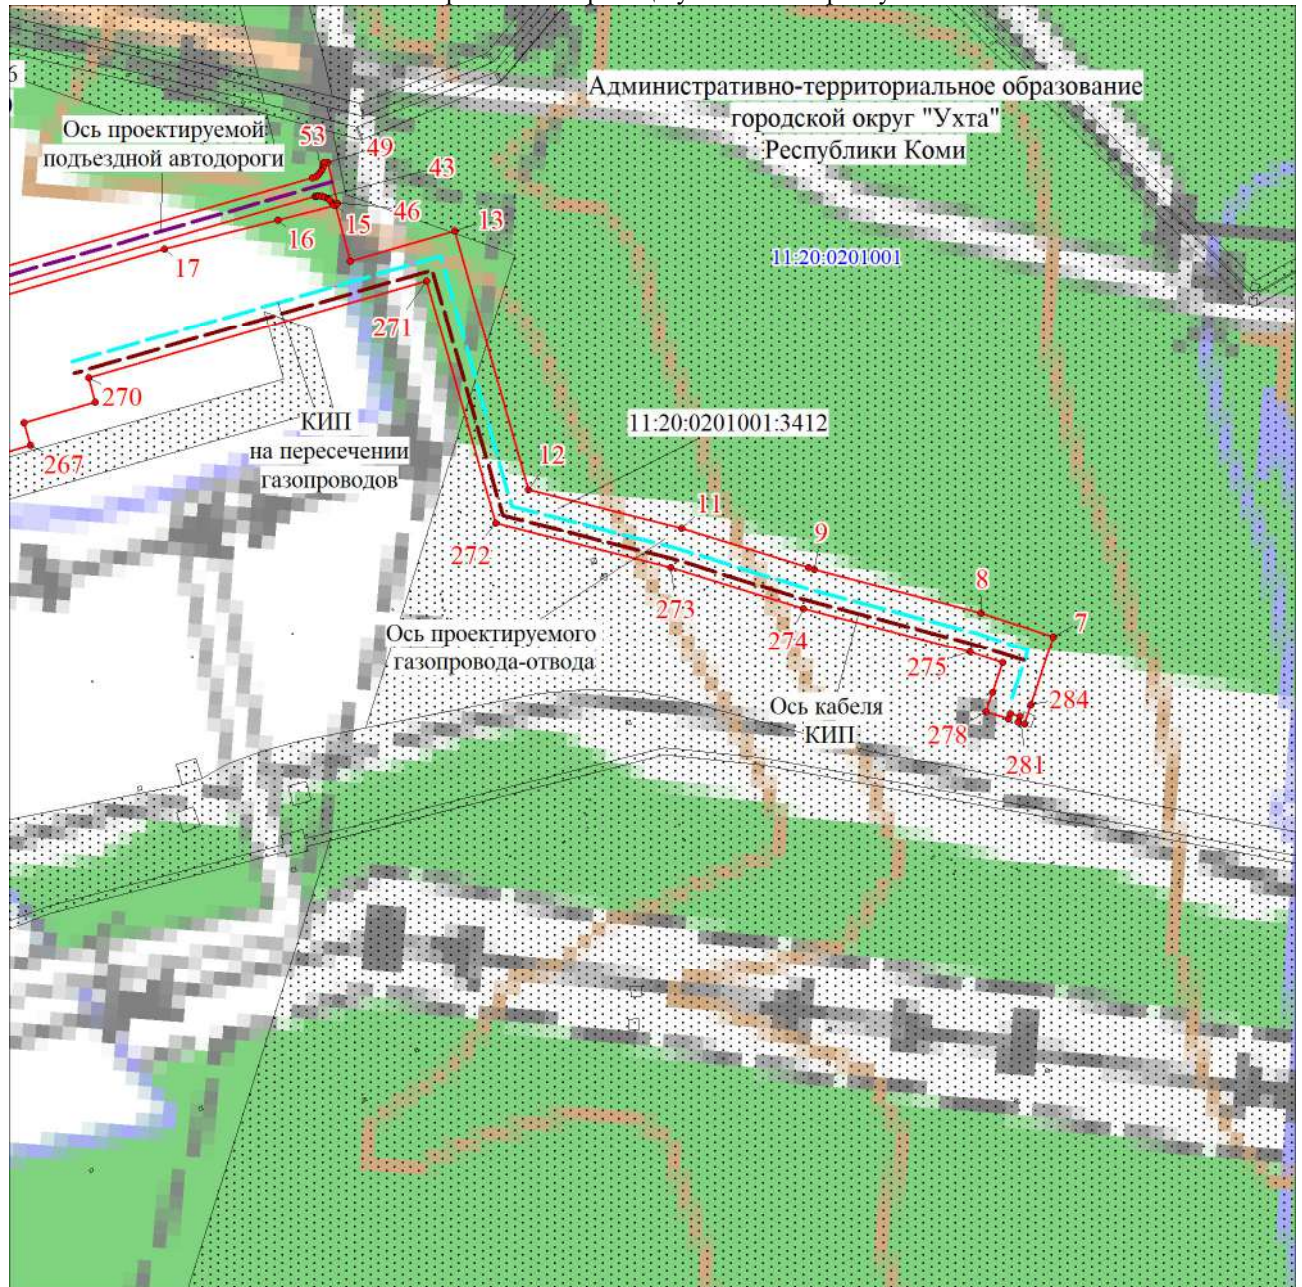 Административно-территориальное образование
городской округ "Ухта"
Республики Коми
Ось проектируемой
подъездной автодороги
53
49
43
46
13
15
16
17
11:20:0201001
271
270
КИП
на пересечении
газопроводов
267
11:20:0201001:3412
12
11
9
272
273
8
274
7
Ось проектируемого
газопровода-отвода
275
Ось кабеля
КИП
284
278
281